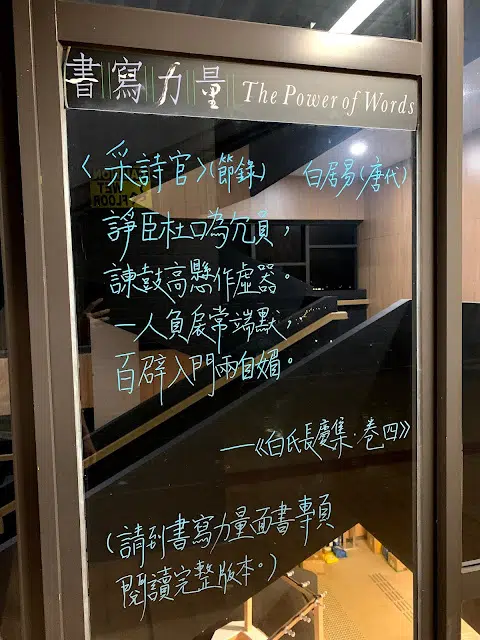 書寫力量 The Power of Words
〈采詩官〉(節錄) 白居易(唐代)
WET
FLOOR
諍臣杜口為冗員，
諫鼓高懸作虛器。
一人負扆常端默，
百辟入門兩自媚。
—《白氏長慶集·卷四》
(請到書寫力量面書專頁
閱讀完整版本。)